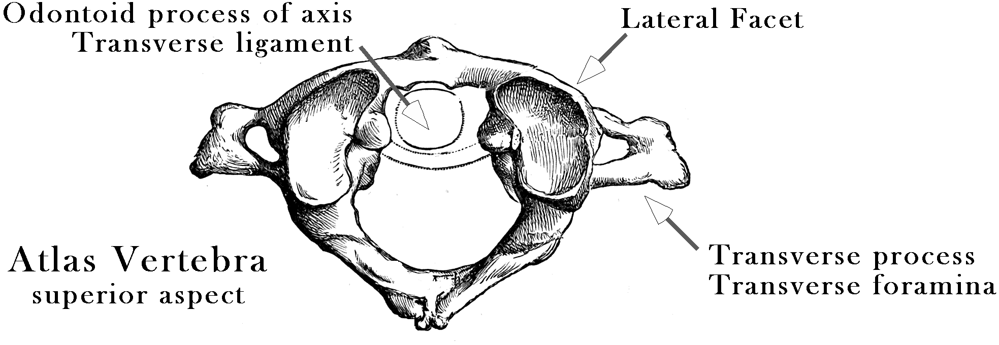 Odontoid process of axis
Transverse ligament
Lateral Facet
Atlas Vertebra
superior aspect
Transverse process
Transverse foramina